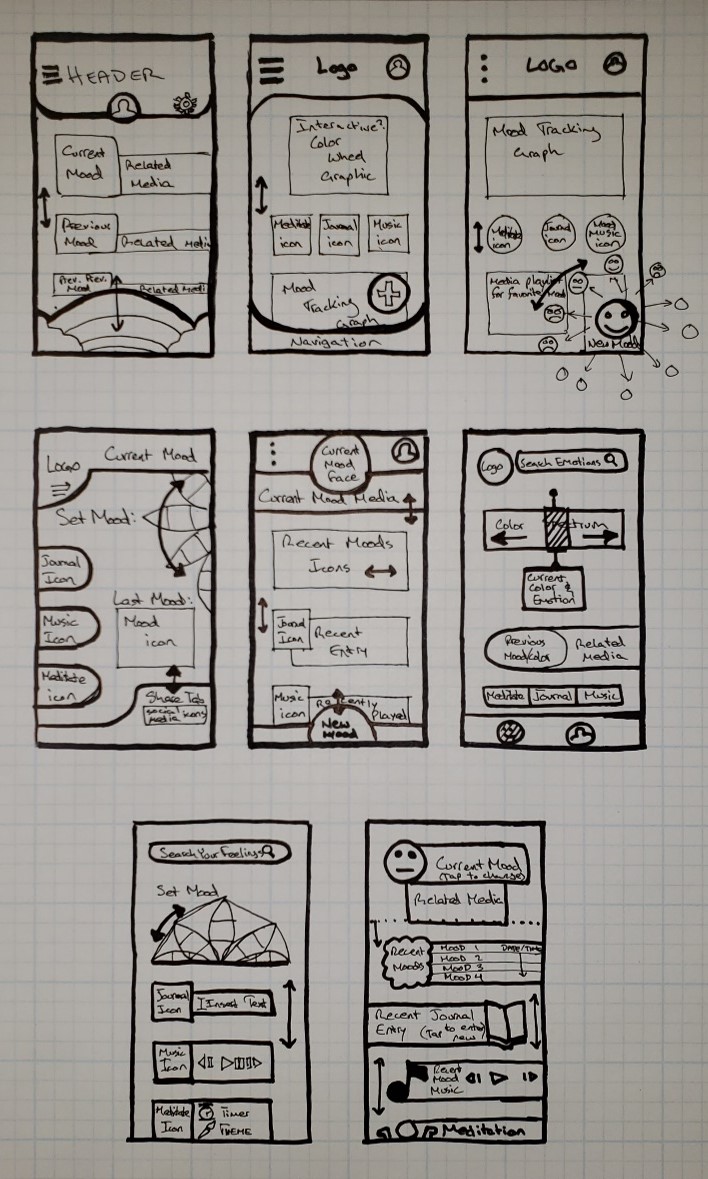 HEADER
Current
Mood
Related
Media
Previous
Mood
Related Media
Prev. Prev.
Mood
Related Medi
Logo
Interactive?
Color
Wheel
Graphic
Meditate
icon
Journal
icon
Music
icon
Mood
Tracking
Graph
Navigation
LOGO
Mood Tracking
Graph
Meditate
icon
Journal
icon
Mood
Music
icon
Media playlist
for favorite mood
New Mood
LOGO
Current Mood
Set Mood:
Journal
Icon
Music
Icon
Meditate
icon
Last Mood:
Mood
icon
Share Tab
social
media icons
Current
Mood
Face
Current Mood Media
Recent Moods
Icons
Journal
Icon
Recent
Entry
Music
icon
Recently
Played
New
Mood
Logo
Search Emotions
Color Spectrum
Current
Color &
Emotion
Previous
Mood/Color
Related
Media
Meditate
Journal
Music
Search Your Feelings
Set Mood
Journal
Icon
Insert Text
Music
Icon
Meditate
Icon
Timer
THEME
Current Mood
(Tap to change)
Related Media
Recent
Moods
MOOD 1
DATE/TIME
MOOD 2
MOOD 3
MOOD 4
Recent Journal
Entry (Tap to enter
new)
Recent
Mood
Music
Meditation